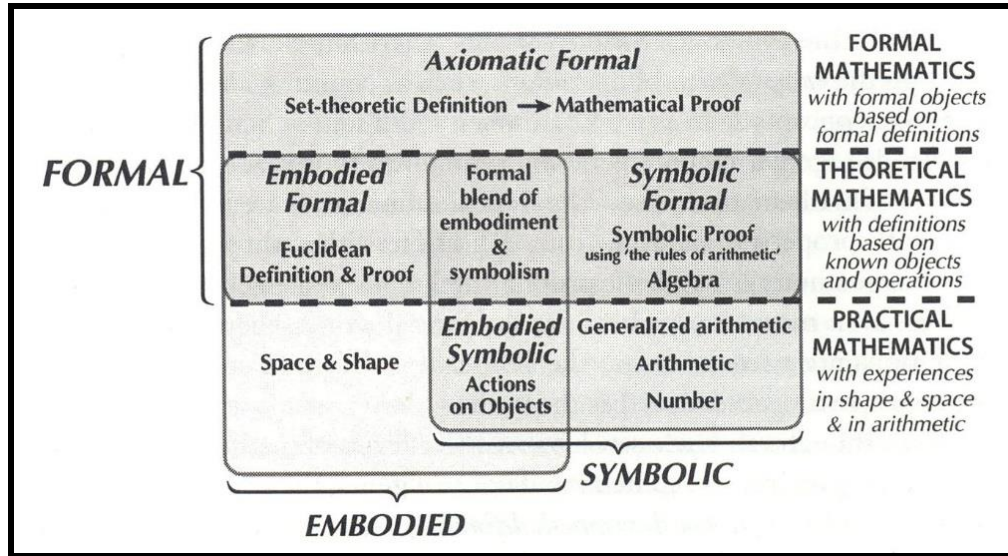 FORMAL
Axiomatic Formal
Set-theoretic Definition → Mathematical Proof
Embodied
Formal
Euclidean
Definition & Proof
Formal
blend of
embodiment
&
symbolism
Symbolic
Formal
Symbolic Proof
using 'the rules of arithmetic'
Algebra
Space & Shape
Embodied
Symbolic
Actions
on Objects
Generalized arithmetic
Arithmetic
Number
SYMBOLIC
EMBODIED
FORMAL
MATHEMATICS
with formal objects
based on
formal definitions
THEORETICAL
MATHEMATICS
with definitions
based on
known objects
and operations
PRACTICAL
MATHEMATICS
with experiences
in shape & space
& in arithmetic